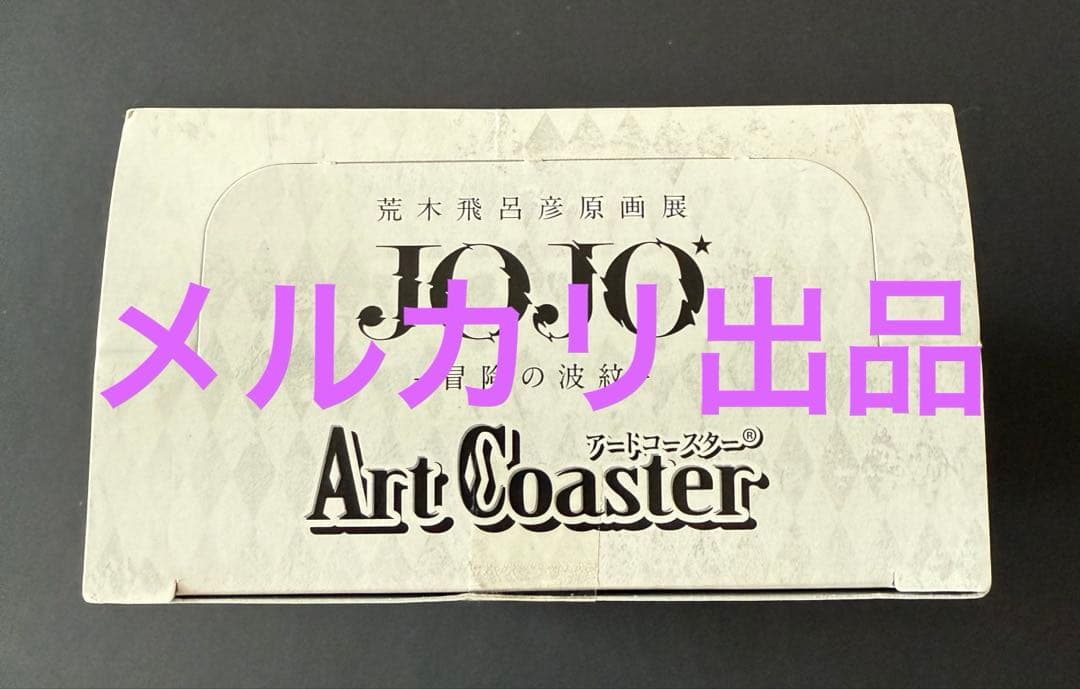 荒木飛呂彦原画展
JOJO★
メルカリ出品
-冒険の波紋-
アートコースター®
Art Coaster